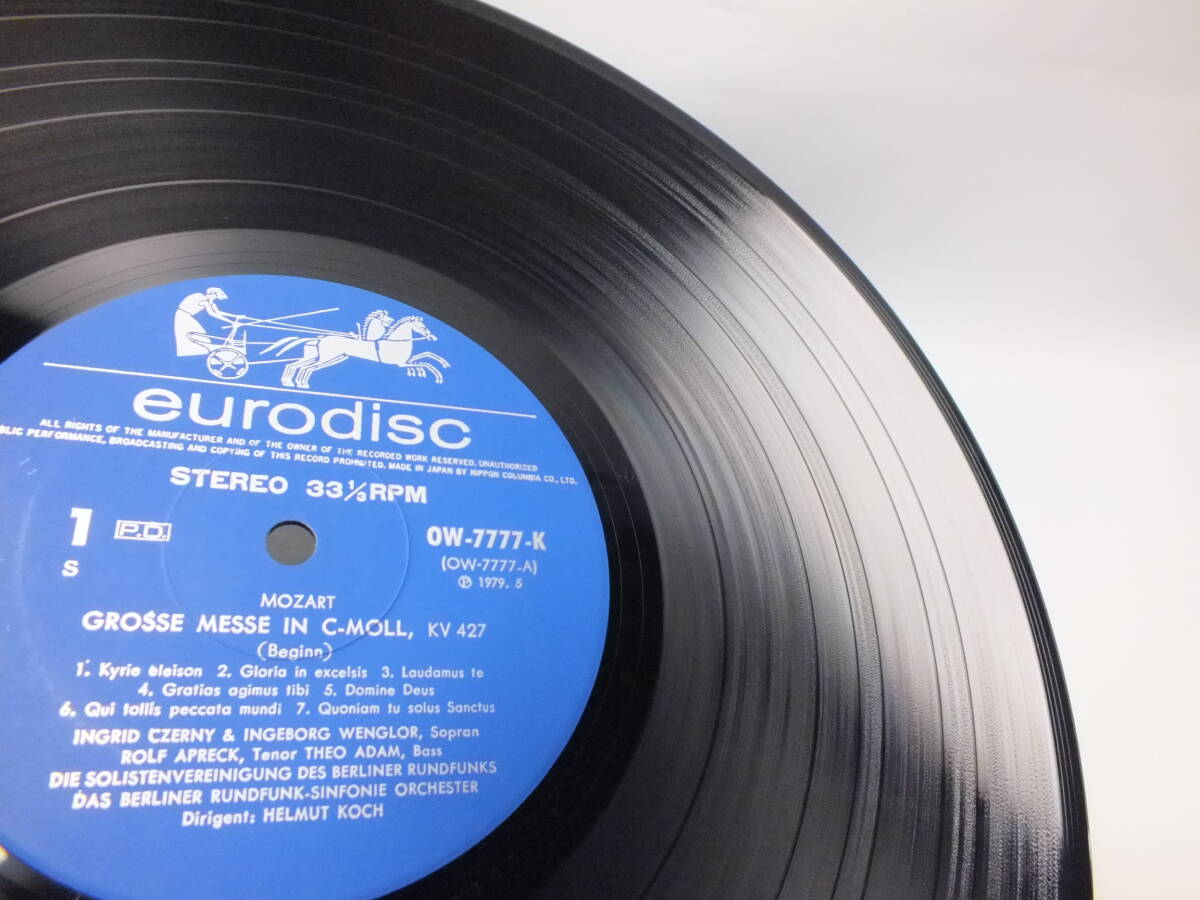 eurodisc
ALL RIGHTS OF THE MANUFACTURER AND OF THE OWNER OF THE RECORDED WORK RESERVED, UNAUTHORIZED
PERFORMANCE, BROADCASTING AND COPYING OF THIS RECORD PROHIBITED. MADE IN JAPAN BY NIPPON COLUMBIA CO., LTD.
STEREO 33⅓ RPM
1 P.D. OW-7777-K
S (OW-7777-A)
Ⓟ 1979. 5
MOZART
GROSSE MESSE IN C-MOLL, KV 427
(Beginn)
1. Kyrie eleison 2. Gloria in excelsis 3. Laudamus te
4. Gratias agimus tibi 5. Domine Deus
6. Qui tollis peccata mundi 7. Quoniam tu solus Sanctus
INGRID CZERNY & INGEBORG WENGLOR, Sopran
ROLF APRECK, Tenor THEO ADAM, Bass
DIE SOLISTENVEREINIGUNG DES BERLINER RUNDFUNKS
DAS BERLINER RUNDFUNK-SINFONIE ORCHESTER
Dirigent: HELMUT KOCH